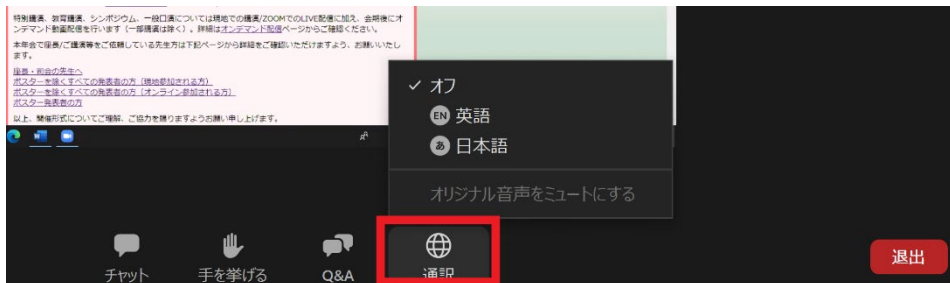 特別講演、教育講演、シンポジウム、一般口演については現地での講演/ZOOMでのLIVE配信に加え、会期後にオ
ンデマンド動画配信を行います（一部講演は除く）。詳細はオンデマンド配信ページからご確認ください。
本年会で座長/ご講演等をご依頼している先生方は下記ページから詳細をご確認いただけますよう、お願いいたし
ます。
座長・司会の先生へ
ポスターを除くすべての発表者の方（現地参加される方）
ポスターを除くすべての発表者の方（オンライン参加される方）
ポスター発表者の方
以上、開催形式についてご理解、ご協力を賜りますようお願い申し上げます。
✓ オフ
EN 英語
あ 日本語
オリジナル音声をミュートにする
チャット
手を挙げる
Q&A
通訳
退出